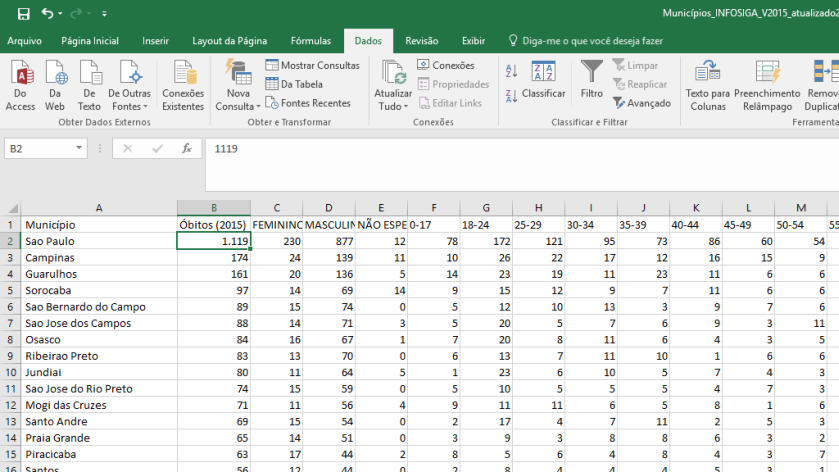 Municípios_INFOSIGA_V2015_atualizado2
Arquivo Página Inicial Inserir Layout da Página Fórmulas Dados Revisão Exibir Diga-me o que você deseja fazer
Do Access
Da Web
De Texto
De Outras Fontes
Conexões Existentes
Obter Dados Externos
Nova Consulta
Mostrar Consultas
Da Tabela
Fontes Recentes
Obter e Transformar
Atualizar Tudo
Conexões
Propriedades
Editar Links
Conexões
Classificar
Filtro
Limpar
Reaplicar
Avançado
Classificar e Filtrar
Texto para Colunas
Preenchimento Relâmpago
Remov
Duplicat
Ferramenta
B2 fx 1119
A B C D E F G H I J K L M
1 Município Óbitos (2015) FEMININO MASCULIN NÃO ESPE 0-17 18-24 25-29 30-34 35-39 40-44 45-49 50-54 55
2 Sao Paulo 1.119 230 877 12 78 172 121 95 73 86 60 54
3 Campinas 174 24 139 11 10 26 22 17 12 16 15 9
4 Guarulhos 161 20 136 5 14 23 19 11 23 11 6 6
5 Sorocaba 97 14 69 14 9 15 12 9 7 11 6 6
6 Sao Bernardo do Campo 89 15 74 0 5 12 10 13 3 9 7 6
7 Sao Jose dos Campos 88 14 71 3 5 20 5 7 6 9 3 11
8 Osasco 84 16 67 1 7 20 8 11 6 4 3 5
9 Ribeirao Preto 83 13 70 0 6 13 7 11 10 1 6 6
10 Jundiai 80 11 64 5 1 23 6 10 5 7 4 3
11 Sao Jose do Rio Preto 74 15 59 0 5 10 5 5 5 4 7 3
12 Mogi das Cruzes 71 11 56 4 9 11 11 6 5 8 1 6
13 Santo Andre 69 15 54 0 2 17 4 7 11 2 5 3
14 Praia Grande 65 14 51 0 3 9 3 8 8 6 3 2
15 Piracicaba 63 17 44 2 8 5 6 4 8 4 3 7
16 Santos 56 12 44 0 2 8 4 4 4 5 3 1